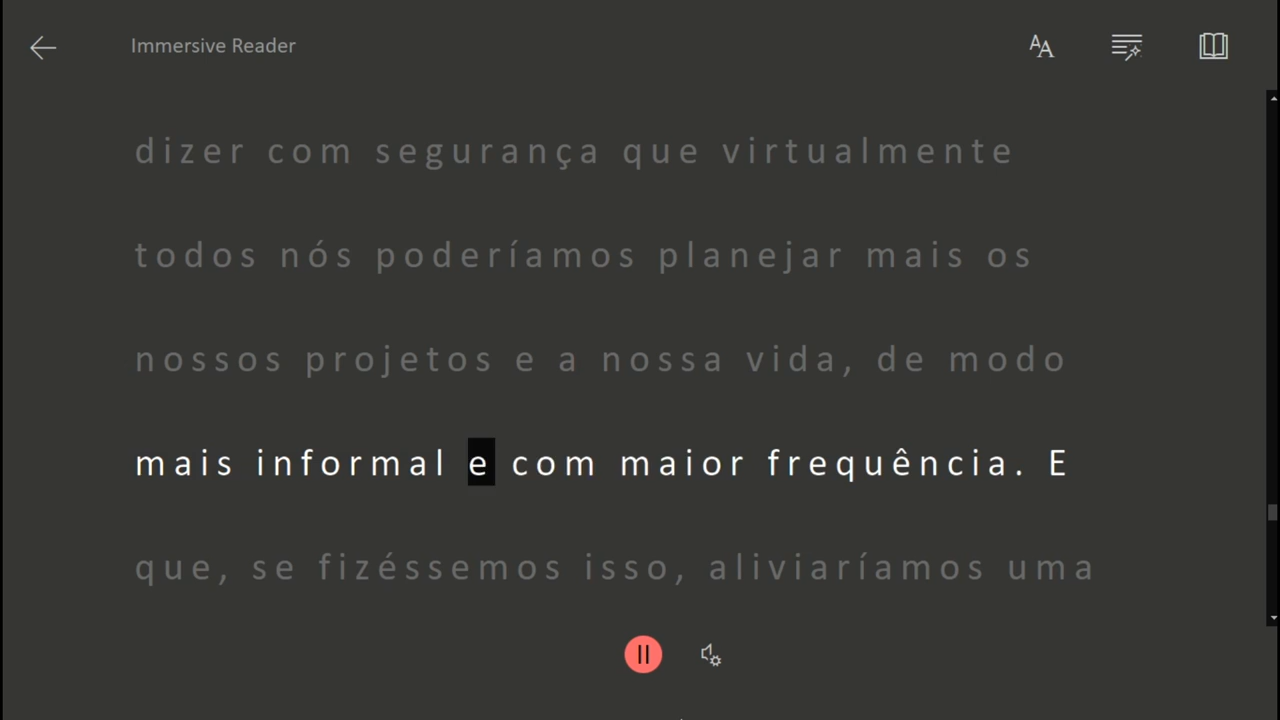 Immersive Reader
dizer com segurança que virtualmente
todos nós poderíamos planejar mais os
nossos projetos e a nossa vida, de modo
mais informal e com maior frequência. E
que, se fizéssemos isso, aliviaríamos uma